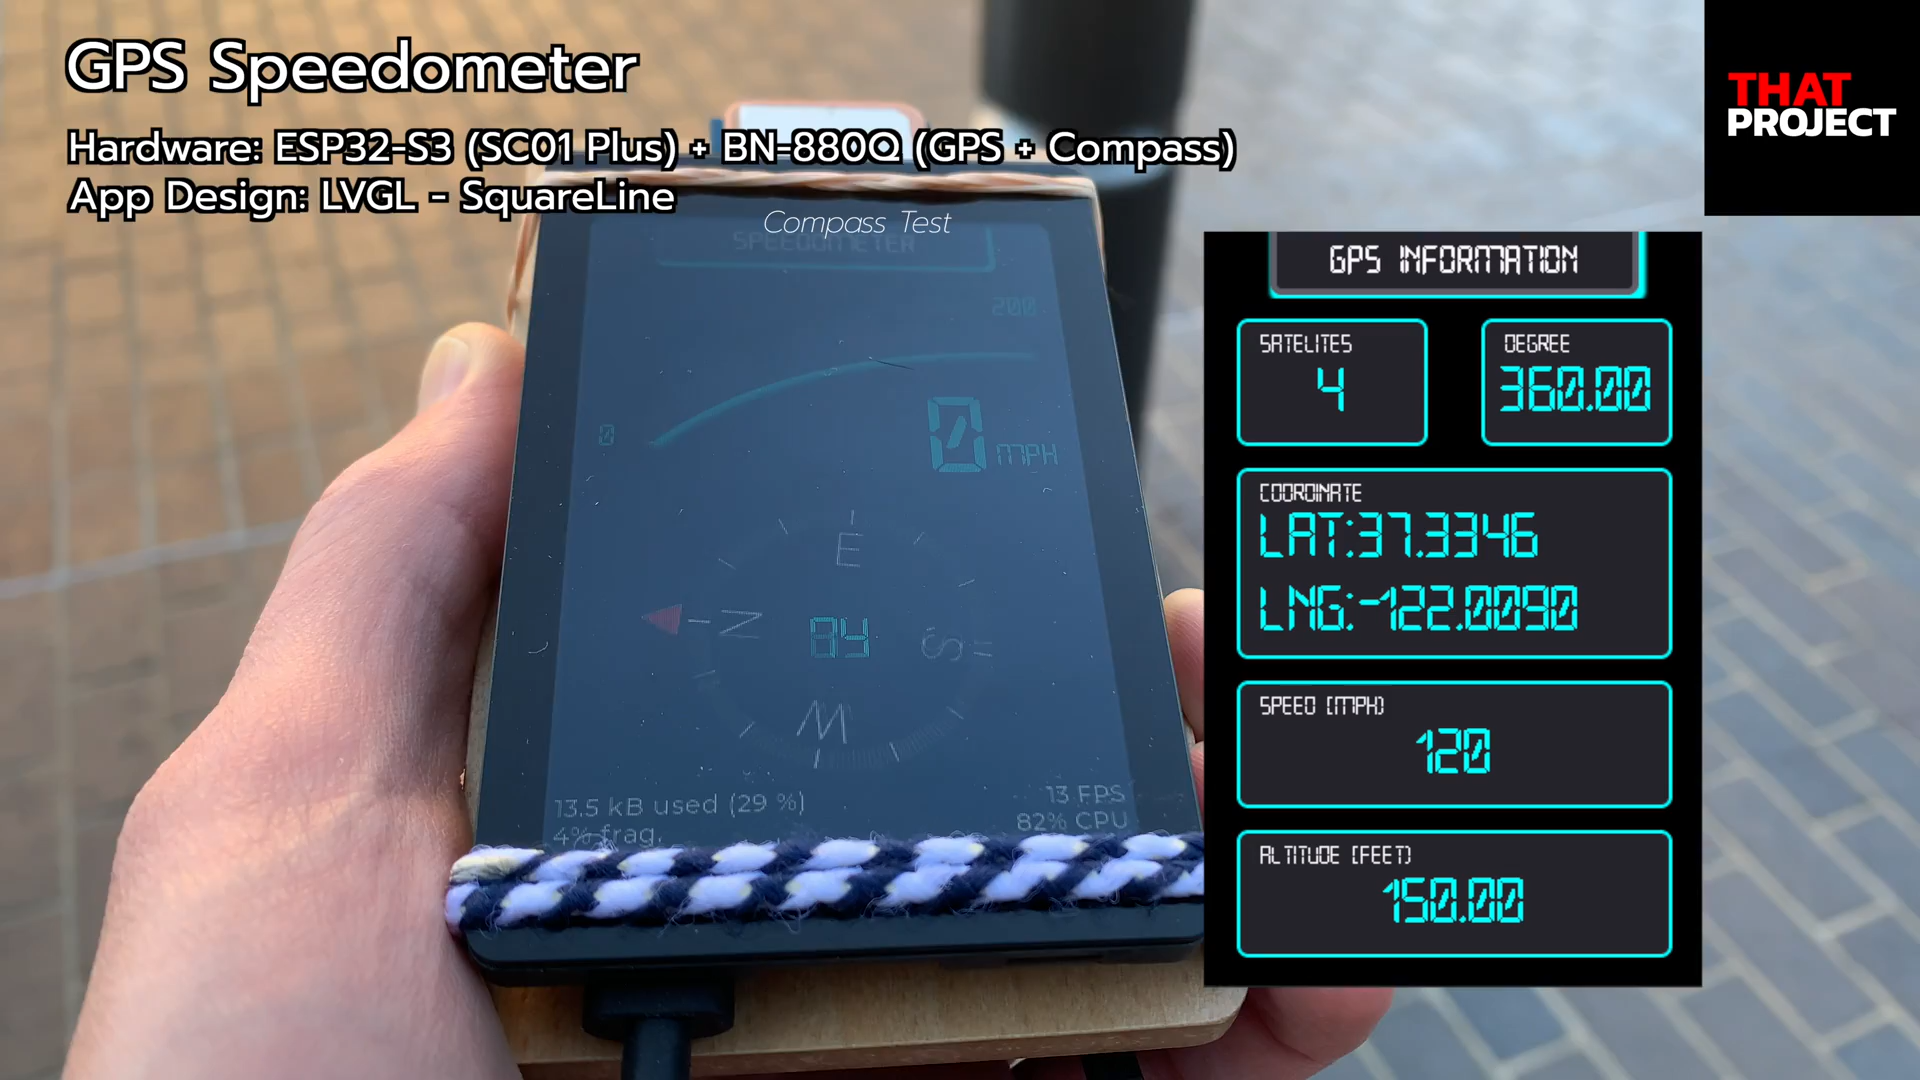 GPS Speedometer
Hardware: ESP32-S3 (SC01 Plus) + BN-880Q (GPS + Compass)
App Design: LVGL - SquareLine
THAT
PROJECT
Compass Test
SPEEDOMETER
200
0
0 MPH
E
N
84
S
W
13.5 kB used (29 %)
4% frag.
13 FPS
82% CPU
GPS INFORMATION
SATELITES
4
DEGREE
360.00
COORDINATE
LAT:37.3346
LNG:-122.0090
SPEED (MPH)
120
ALTITUDE (FEET)
150.00